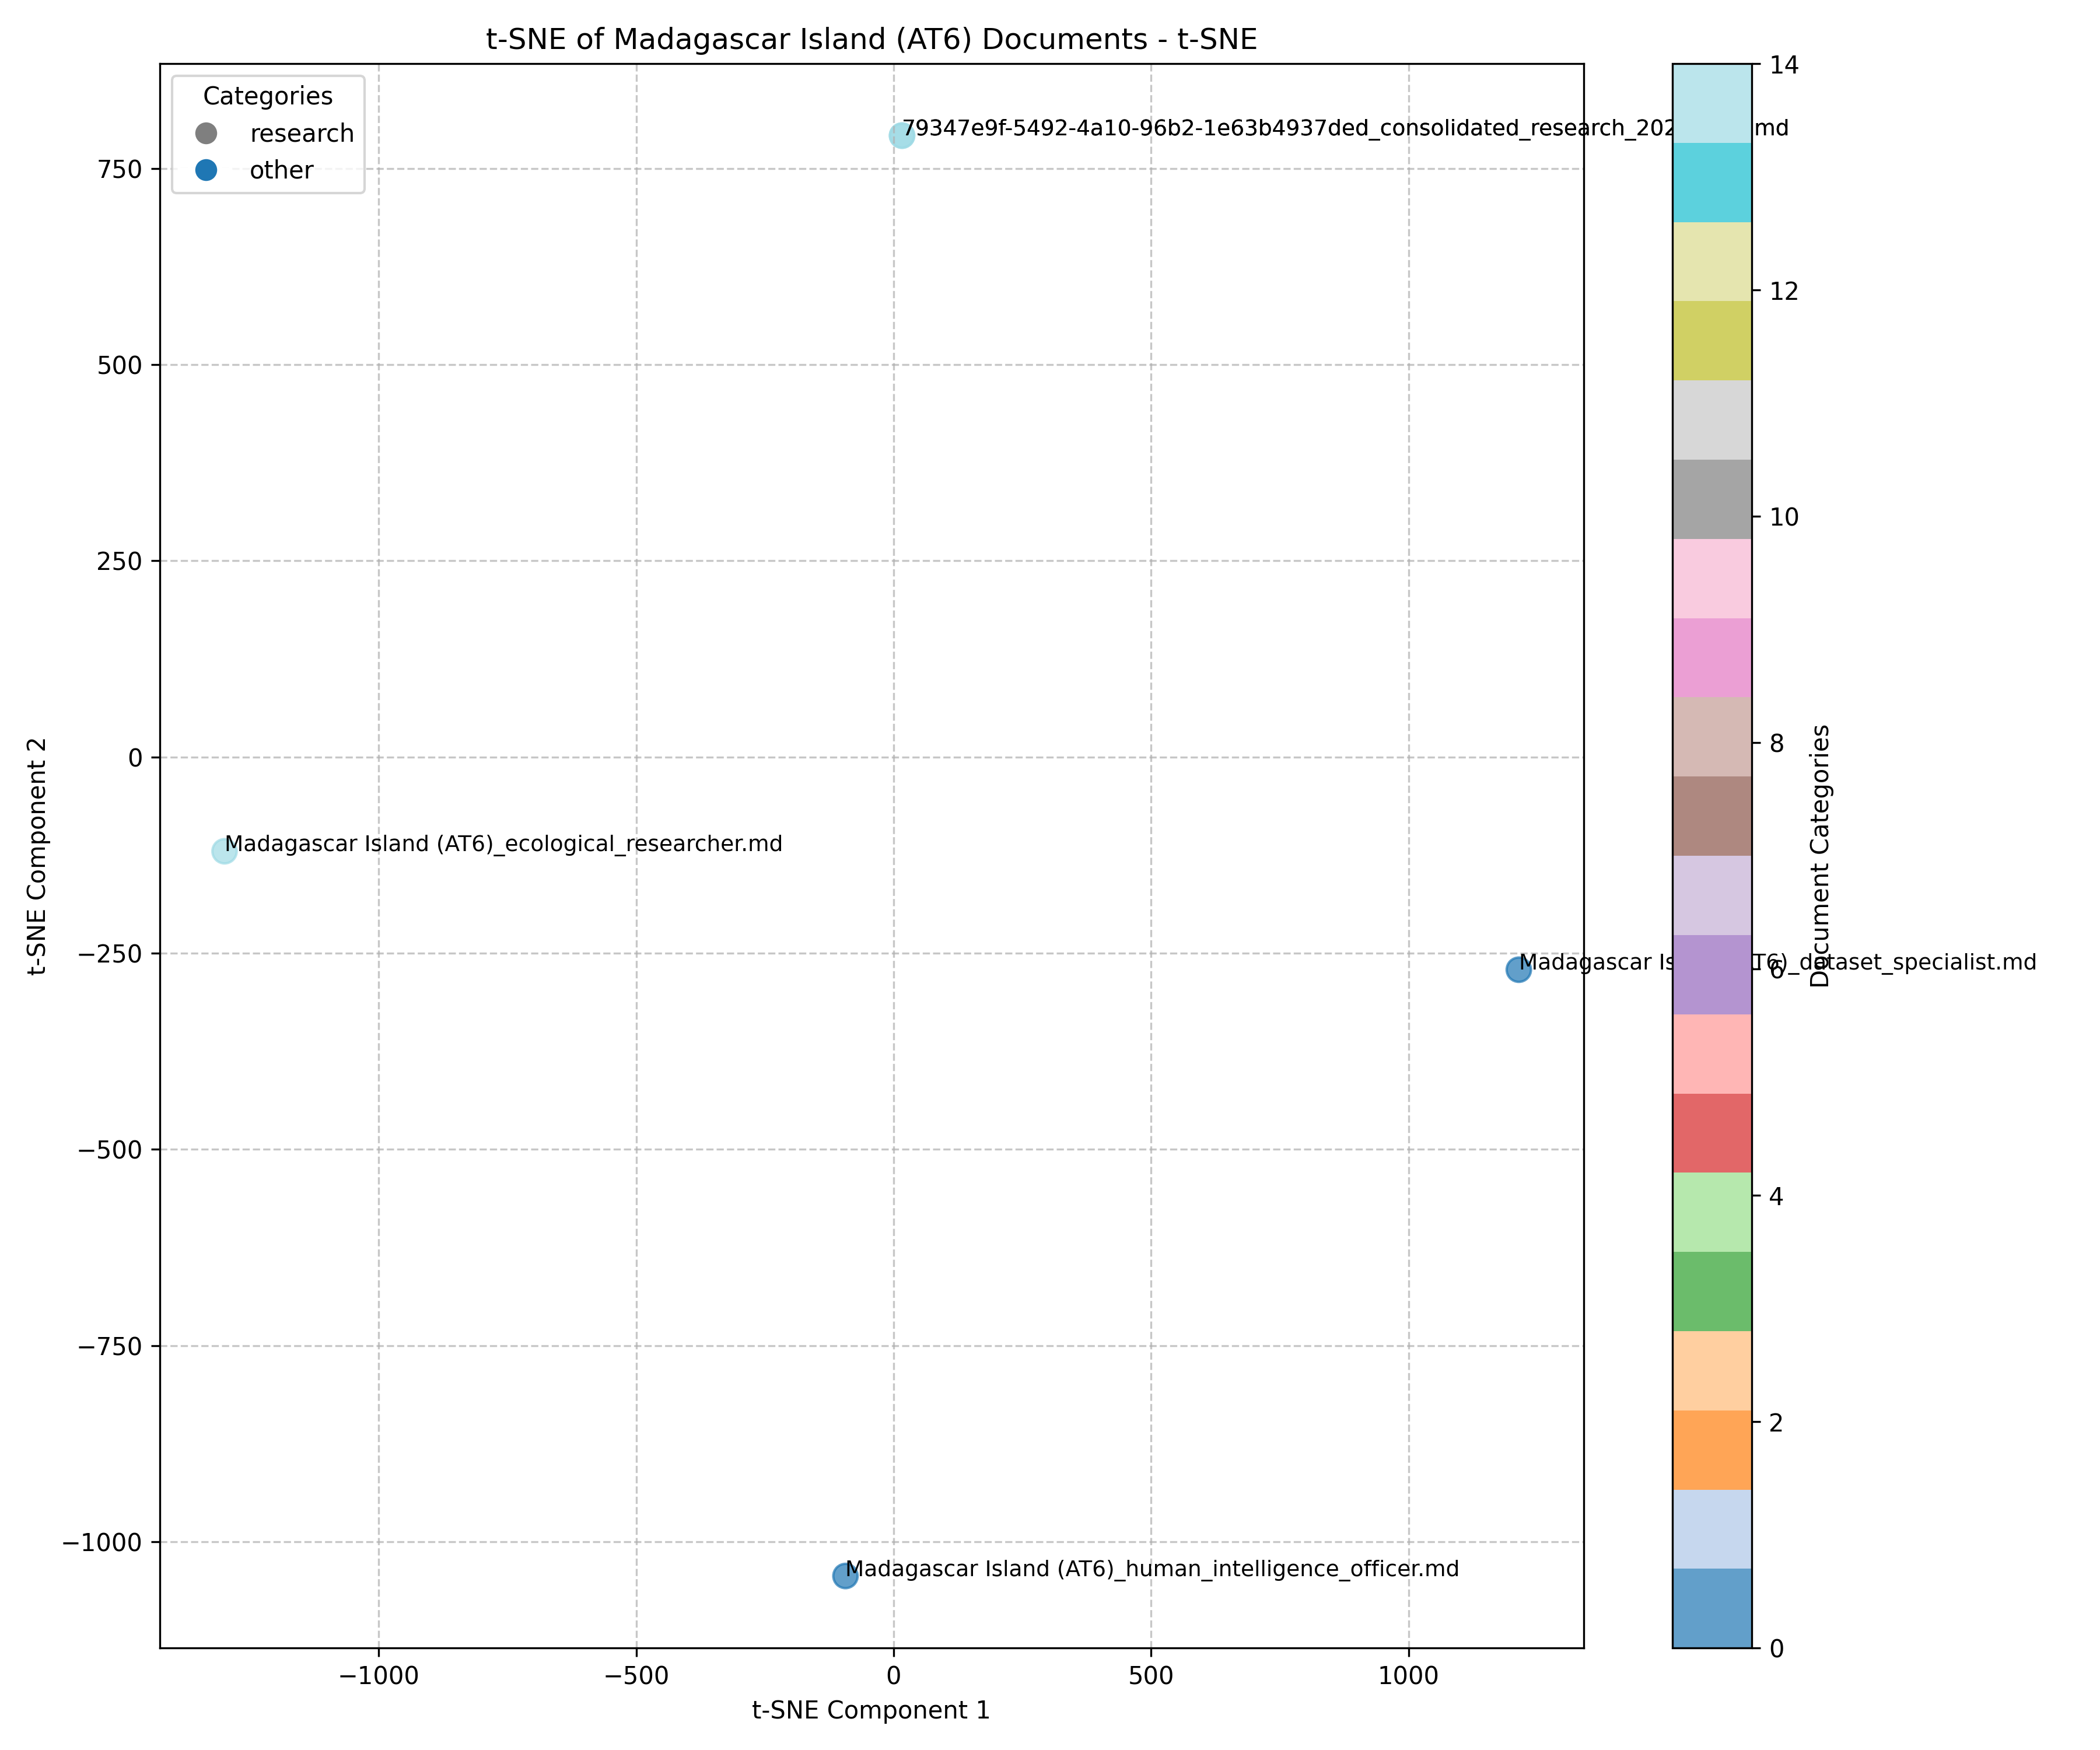 t-SNE of Madagascar Island (AT6) Documents - t-SNE
Categories
research
other
79347e9f-5492-4a10-96b2-1e63b4937ded_consolidated_research_202 md
Madagascar Island (AT6)_ecological_researcher.md
Madagascar Is T6)_dataset_specialist.md
Madagascar Island (AT6)_human_intelligence_officer.md
750
500
250
0
−250
−500
−750
−1000
t-SNE Component 2
−1000
−500
0
500
1000
t-SNE Component 1
14
12
10
8
6
4
2
0
Document Categories